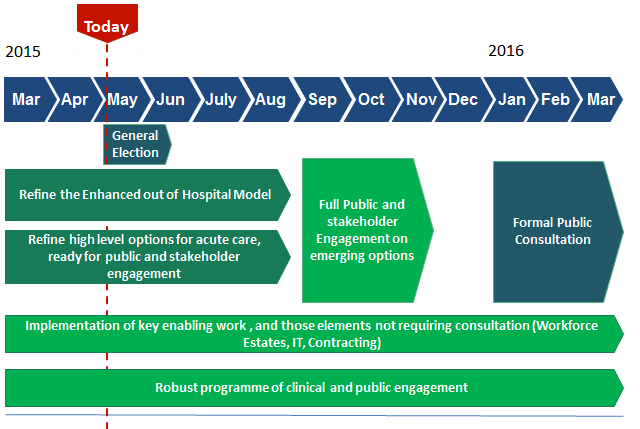 Today
2015
2016
Mar
Apr
May
Jun
July
Aug
Sep
Oct
Nov
Dec
Jan
Feb
Mar
General
Election
Refine the Enhanced out of Hospital Model
Refine high level options for acute care,
ready for public and stakeholder
engagement
Full Public and
stakeholder
Engagement on
emerging options
Formal Public
Consultation
Implementation of key enabling work , and those elements not requiring consultation (Workforce
Estates, IT, Contracting)
Robust programme of clinical and public engagement